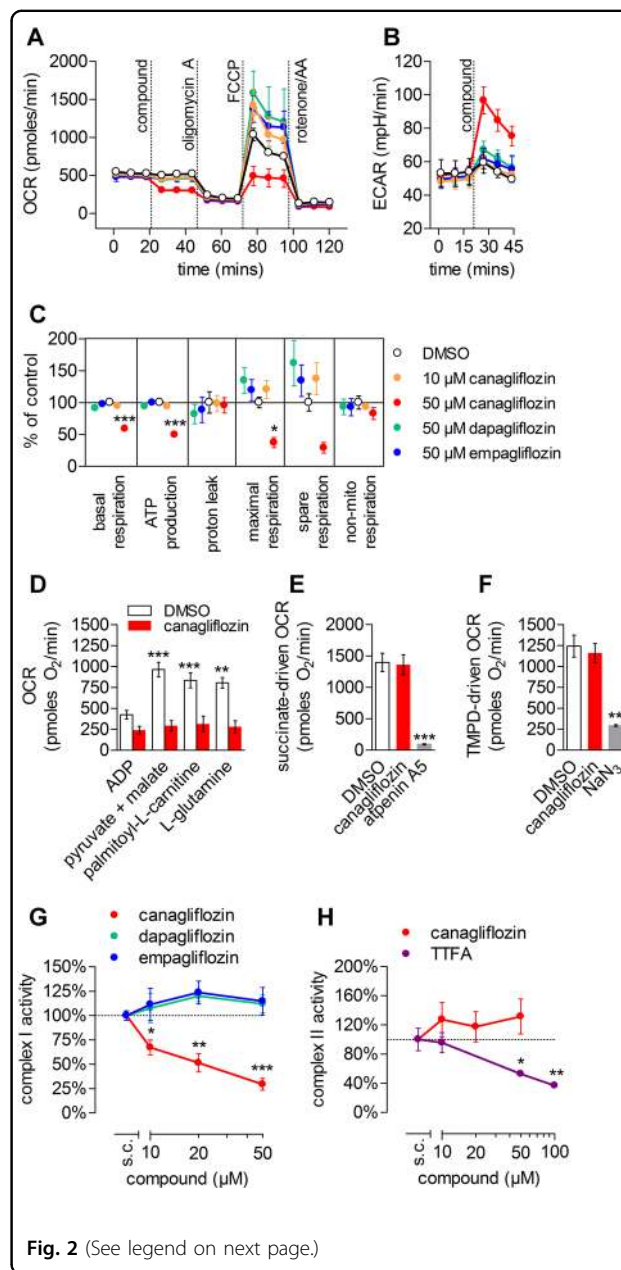 A
B
compound
oligomycin A
FCCP
rotenone/AA
2000
1500
1000
500
0
OCR (pmoles/min)
0 20 40 60 80 100 120
time (mins)
compound
120
100
80
60
40
20
ECAR (mpH/min)
0 15 30 45
time (mins)
C
200
150
100
50
0
% of control
***
***
*
basal respiration
ATP production
proton leak
maximal respiration
spare respiration
non-mito respiration
DMSO
10 µM canagliflozin
50 µM canagliflozin
50 µM dapagliflozin
50 µM empagliflozin
D
DMSO
canagliflozin
1500
1250
1000
750
500
250
0
OCR
(pmoles O2/min)
*** *** **
ADP
pyruvate + malate
palmitoyl-L-carnitine
L-glutamine
E
2000
1500
1000
500
0
succinate-driven OCR
(pmoles O2/min)
***
DMSO
canagliflozin
atpenin A5
F
1500
1250
1000
750
500
250
0
TMPD-driven OCR
(pmoles O2/min)
**
DMSO
canagliflozin
NaN3
G
canagliflozin
dapagliflozin
empagliflozin
150%
125%
100%
75%
50%
25%
0%
complex I activity
* ** ***
s.c. 10 20 50
compound (µM)
H
canagliflozin
TTFA
200%
160%
120%
80%
40%
0%
complex II activity
* **
s.c. 10 20 50 100
compound (µM)
Fig. 2 (See legend on next page.)